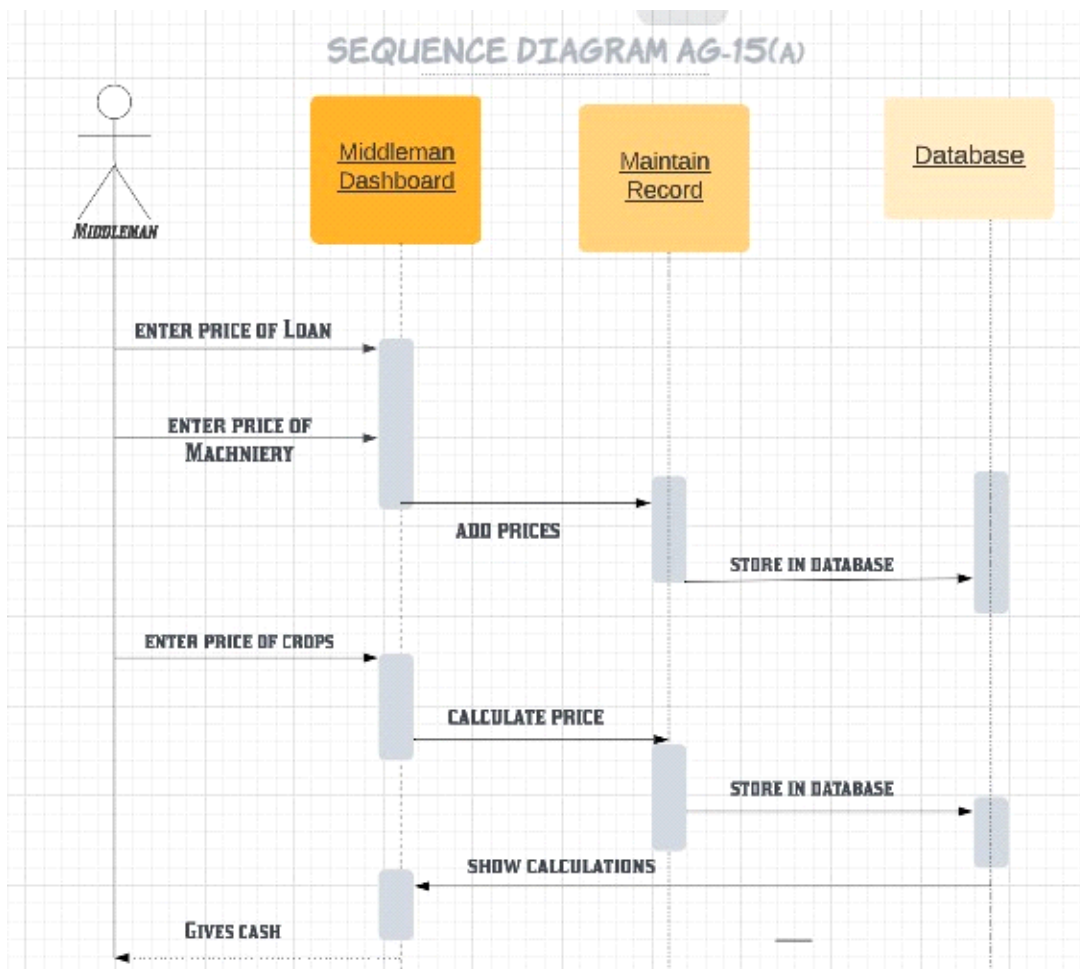 SEQUENCE DIAGRAM AG-15(A)
Middleman
Dashboard
Maintain
Record
Database
MIDDLEMAN
ENTER PRICE OF LOAN
ENTER PRICE OF
MACHNIERY
ADD PRICES
STORE IN DATABASE
ENTER PRICE OF CROPS
CALCULATE PRICE
STORE IN DATABASE
SHOW CALCULATIONS
GIVES CASH